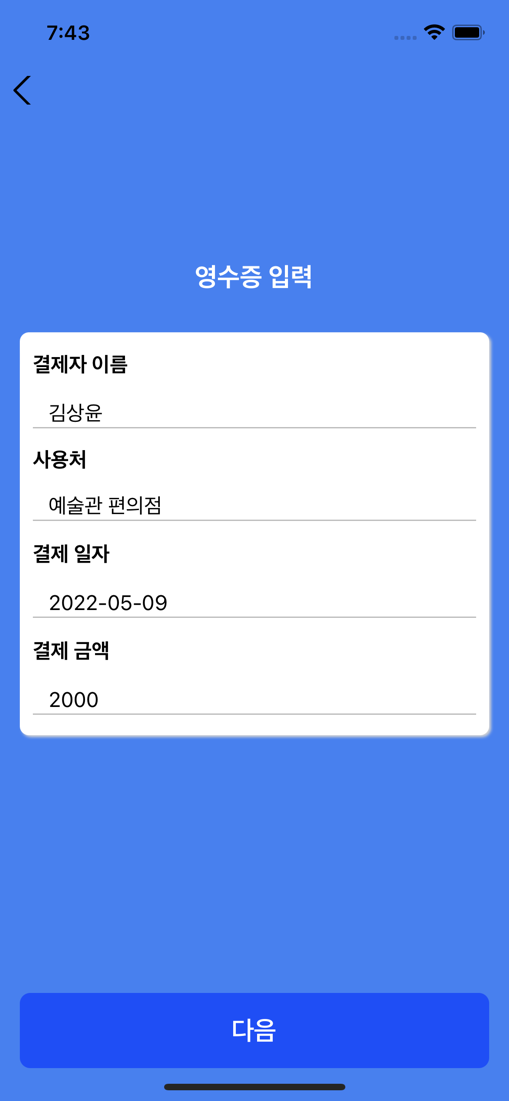 7:43
영수증 입력
결제자 이름
김상윤
사용처
예술관 편의점
결제 일자
2022-05-09
결제 금액
2000
다음